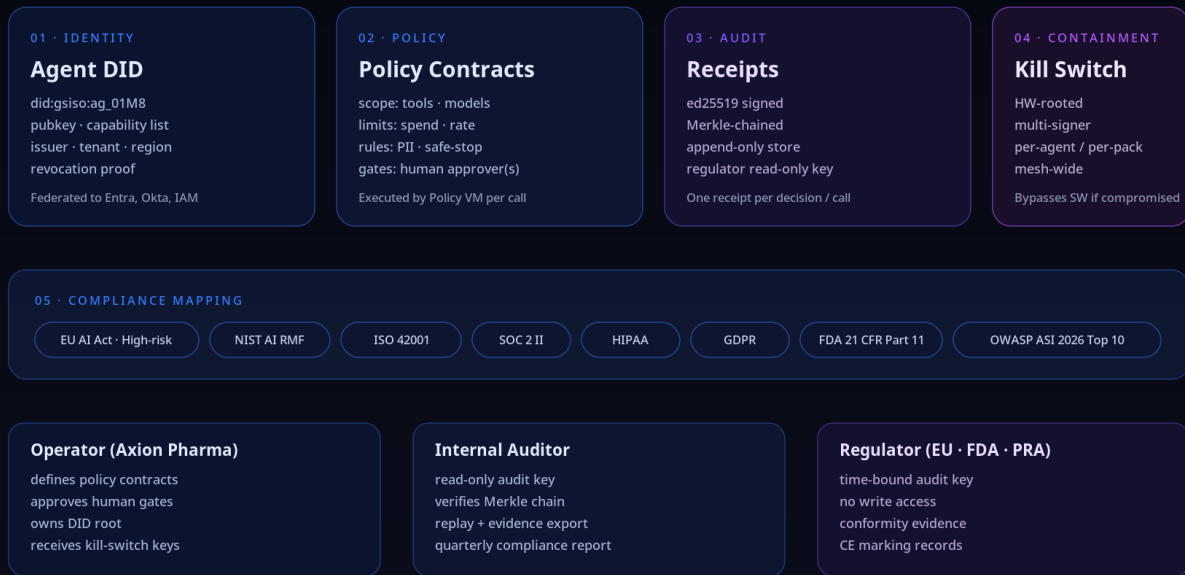 01 · IDENTITY
Agent DID
did:gsiso:ag_01M8
pubkey · capability list
issuer · tenant · region
revocation proof
Federated to Entra, Okta, IAM
02 · POLICY
Policy Contracts
scope: tools · models
limits: spend · rate
rules: PII · safe-stop
gates: human approver(s)
Executed by Policy VM per call
03 · AUDIT
Receipts
ed25519 signed
Merkle-chained
append-only store
regulator read-only key
One receipt per decision / call
04 · CONTAINMENT
Kill Switch
HW-rooted
multi-signer
per-agent / per-pack
mesh-wide
Bypasses SW if compromised
05 · COMPLIANCE MAPPING
EU AI Act · High-risk
NIST AI RMF
ISO 42001
SOC 2 II
HIPAA
GDPR
FDA 21 CFR Part 11
OWASP ASI 2026 Top 10
Operator (Axion Pharma)
defines policy contracts
approves human gates
owns DID root
receives kill-switch keys
Internal Auditor
read-only audit key
verifies Merkle chain
replay + evidence export
quarterly compliance report
Regulator (EU · FDA · PRA)
time-bound audit key
no write access
conformity evidence
CE marking records